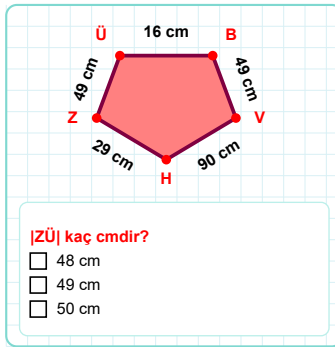 16 cm
Ü
B
49 cm
49 cm
Z
V
29 cm
90 cm
H
|ZÜ| kaç cmdir?
48 cm
49 cm
50 cm